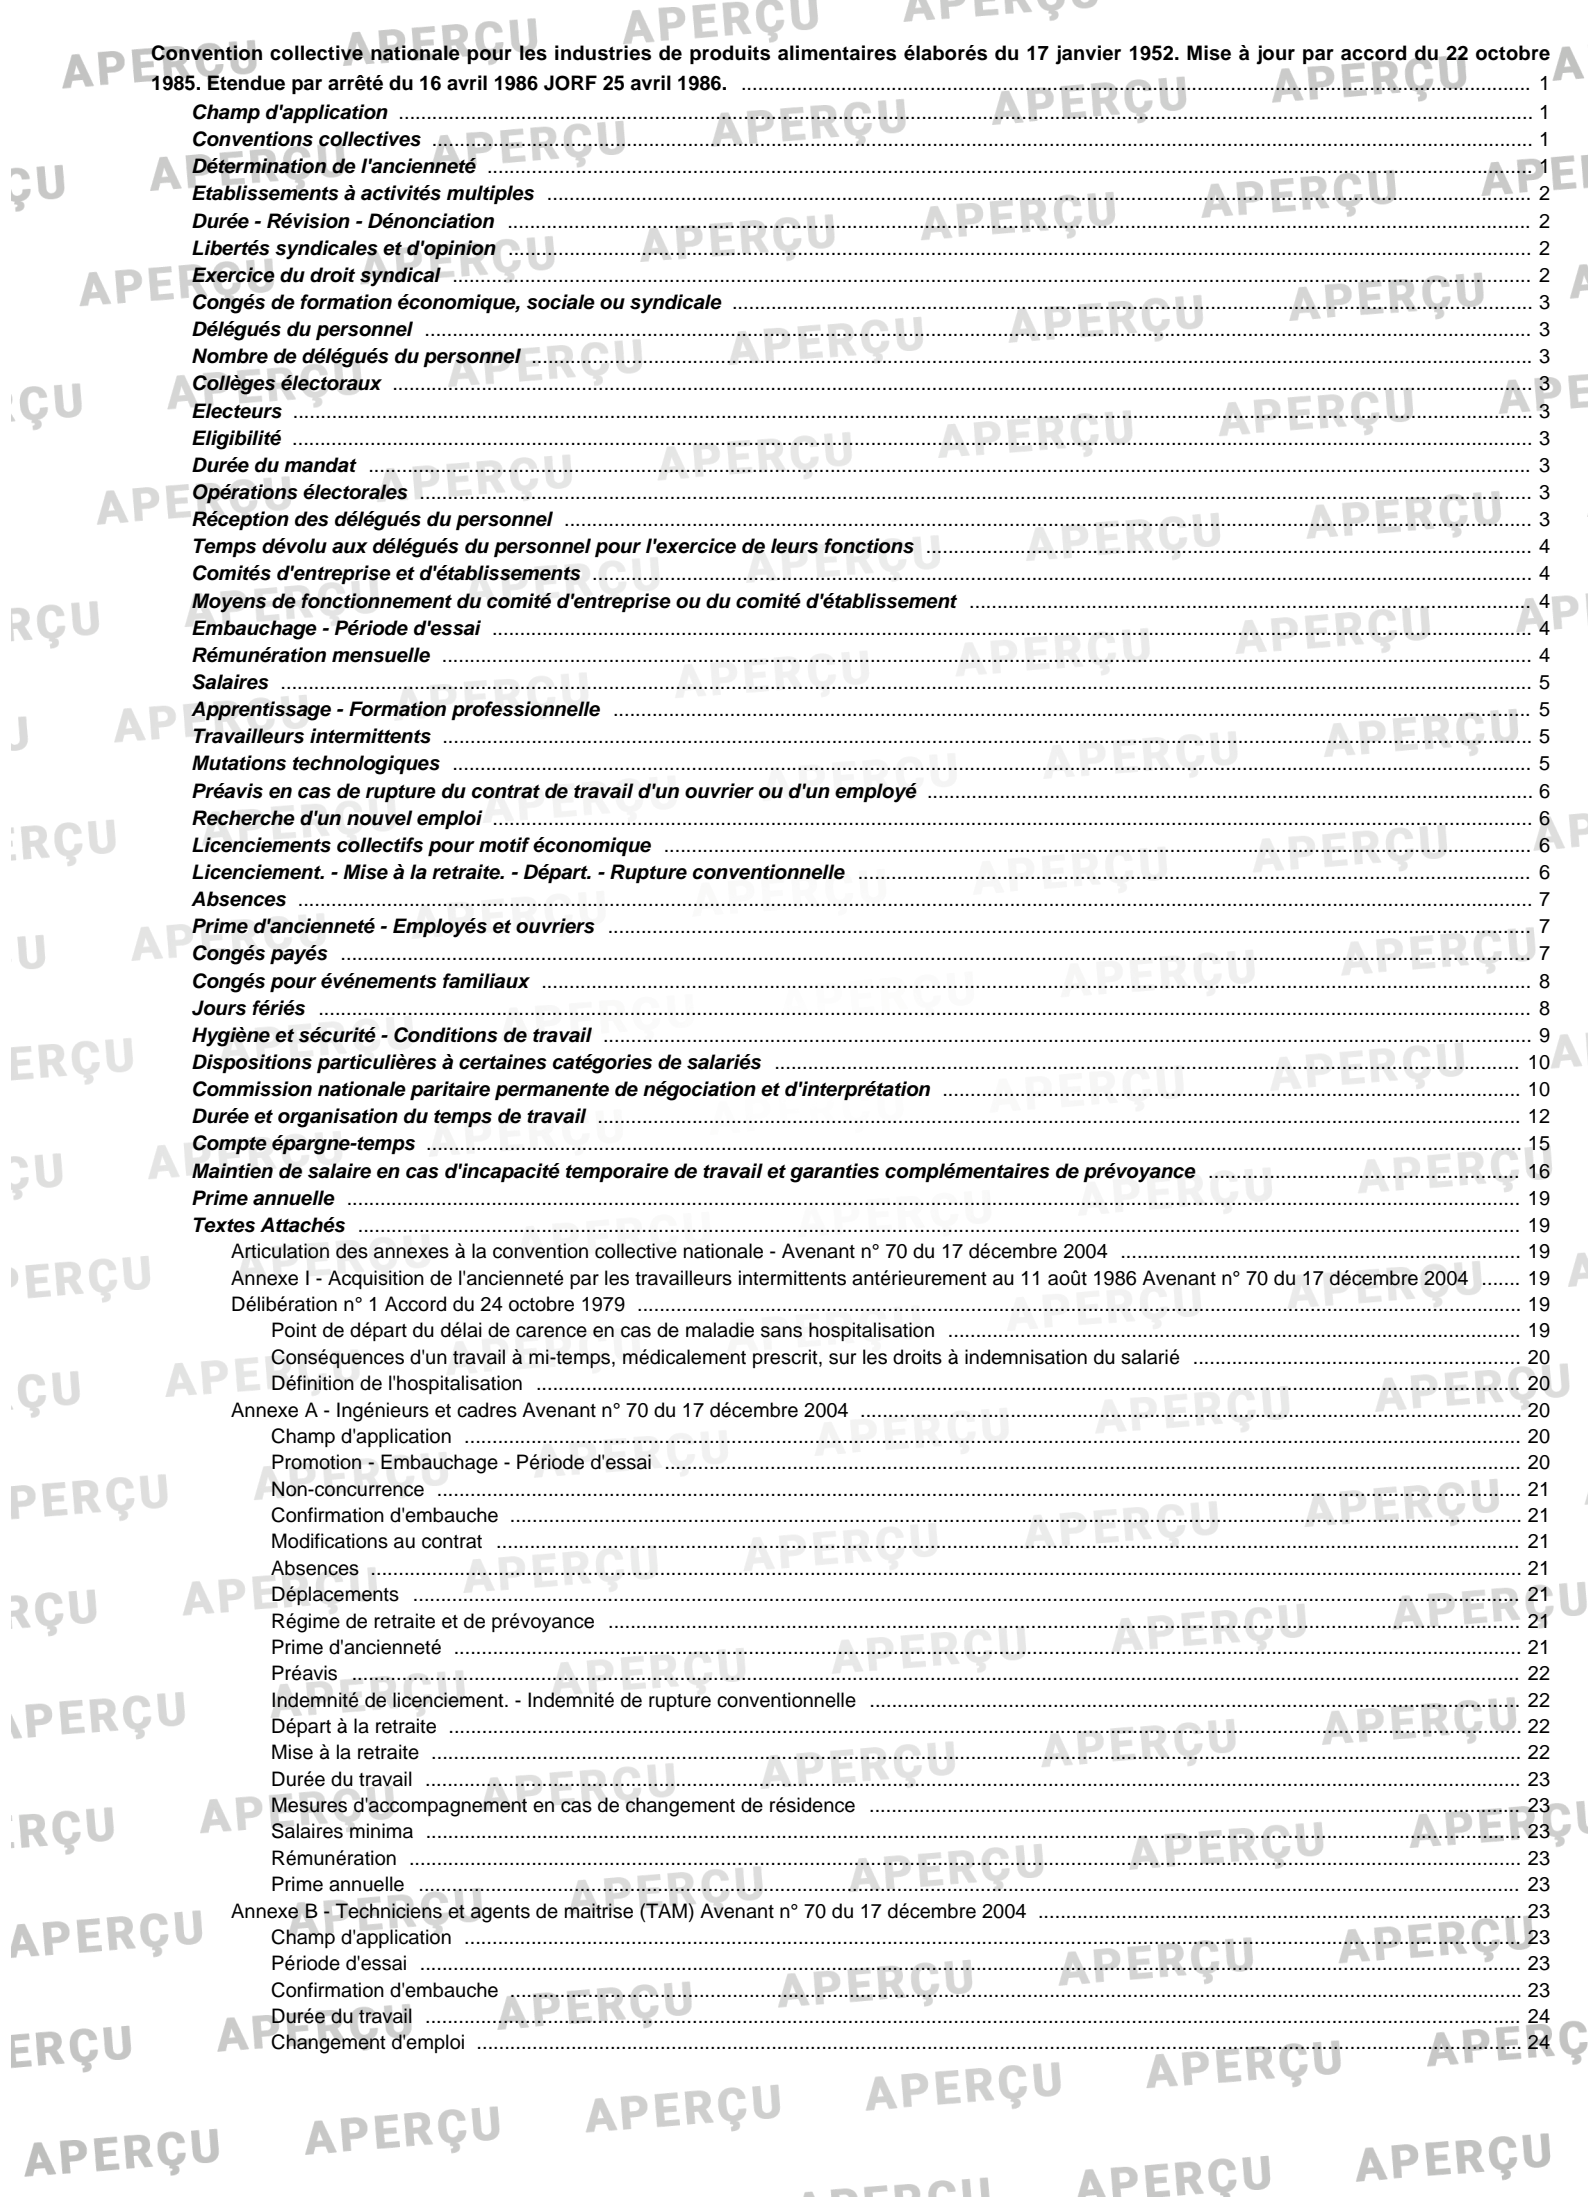 Convention collective nationale pour les industries de produits alimentaires élaborés du 17 janvier 1952. Mise à jour par accord du 22 octobre
1985. Etendue par arrêté du 16 avril 1986 JORF 25 avril 1986. 1
Champ d'application 1
Conventions collectives 1
Détermination de l'ancienneté 1
Etablissements à activités multiples 2
Durée - Révision - Dénonciation 2
Libertés syndicales et d'opinion 2
Exercice du droit syndical 2
Congés de formation économique, sociale ou syndicale 3
Délégués du personnel 3
Nombre de délégués du personnel 3
Collèges électoraux 3
Electeurs 3
Eligibilité 3
Durée du mandat 3
Opérations électorales 3
Réception des délégués du personnel 3
Temps dévolu aux délégués du personnel pour l'exercice de leurs fonctions 4
Comités d'entreprise et d'établissements 4
Moyens de fonctionnement du comité d'entreprise ou du comité d'établissement 4
Embauchage - Période d'essai 4
Rémunération mensuelle 4
Salaires 5
Apprentissage - Formation professionnelle 5
Travailleurs intermittents 5
Mutations technologiques 5
Préavis en cas de rupture du contrat de travail d'un ouvrier ou d'un employé 6
Recherche d'un nouvel emploi 6
Licenciements collectifs pour motif économique 6
Licenciement. - Mise à la retraite. - Départ. - Rupture conventionnelle 6
Absences 7
Prime d'ancienneté - Employés et ouvriers 7
Congés payés 7
Congés pour événements familiaux 8
Jours fériés 8
Hygiène et sécurité - Conditions de travail 9
Dispositions particulières à certaines catégories de salariés 10
Commission nationale paritaire permanente de négociation et d'interprétation 10
Durée et organisation du temps de travail 12
Compte épargne-temps 15
Maintien de salaire en cas d'incapacité temporaire de travail et garanties complémentaires de prévoyance 16
Prime annuelle 19
Textes Attachés 19
Articulation des annexes à la convention collective nationale - Avenant n° 70 du 17 décembre 2004 19
Annexe I - Acquisition de l'ancienneté par les travailleurs intermittents antérieurement au 11 août 1986 Avenant n° 70 du 17 décembre 2004 19
Délibération n° 1 Accord du 24 octobre 1979 19
Point de départ du délai de carence en cas de maladie sans hospitalisation 19
Conséquences d'un travail à mi-temps, médicalement prescrit, sur les droits à indemnisation du salarié 20
Définition de l'hospitalisation 20
Annexe A - Ingénieurs et cadres Avenant n° 70 du 17 décembre 2004 20
Champ d'application 20
Promotion - Embauchage - Période d'essai 20
Non-concurrence 21
Confirmation d'embauche 21
Modifications au contrat 21
Absences 21
Déplacements 21
Régime de retraite et de prévoyance 21
Prime d'ancienneté 21
Préavis 22
Indemnité de licenciement. - Indemnité de rupture conventionnelle 22
Départ à la retraite 22
Mise à la retraite 22
Durée du travail 23
Mesures d'accompagnement en cas de changement de résidence 23
Salaires minima 23
Rémunération 23
Prime annuelle 23
Annexe B - Techniciens et agents de maitrise (TAM) Avenant n° 70 du 17 décembre 2004 23
Champ d'application 23
Période d'essai 23
Confirmation d'embauche 23
Durée du travail 24
Changement d'emploi 24
APERÇU